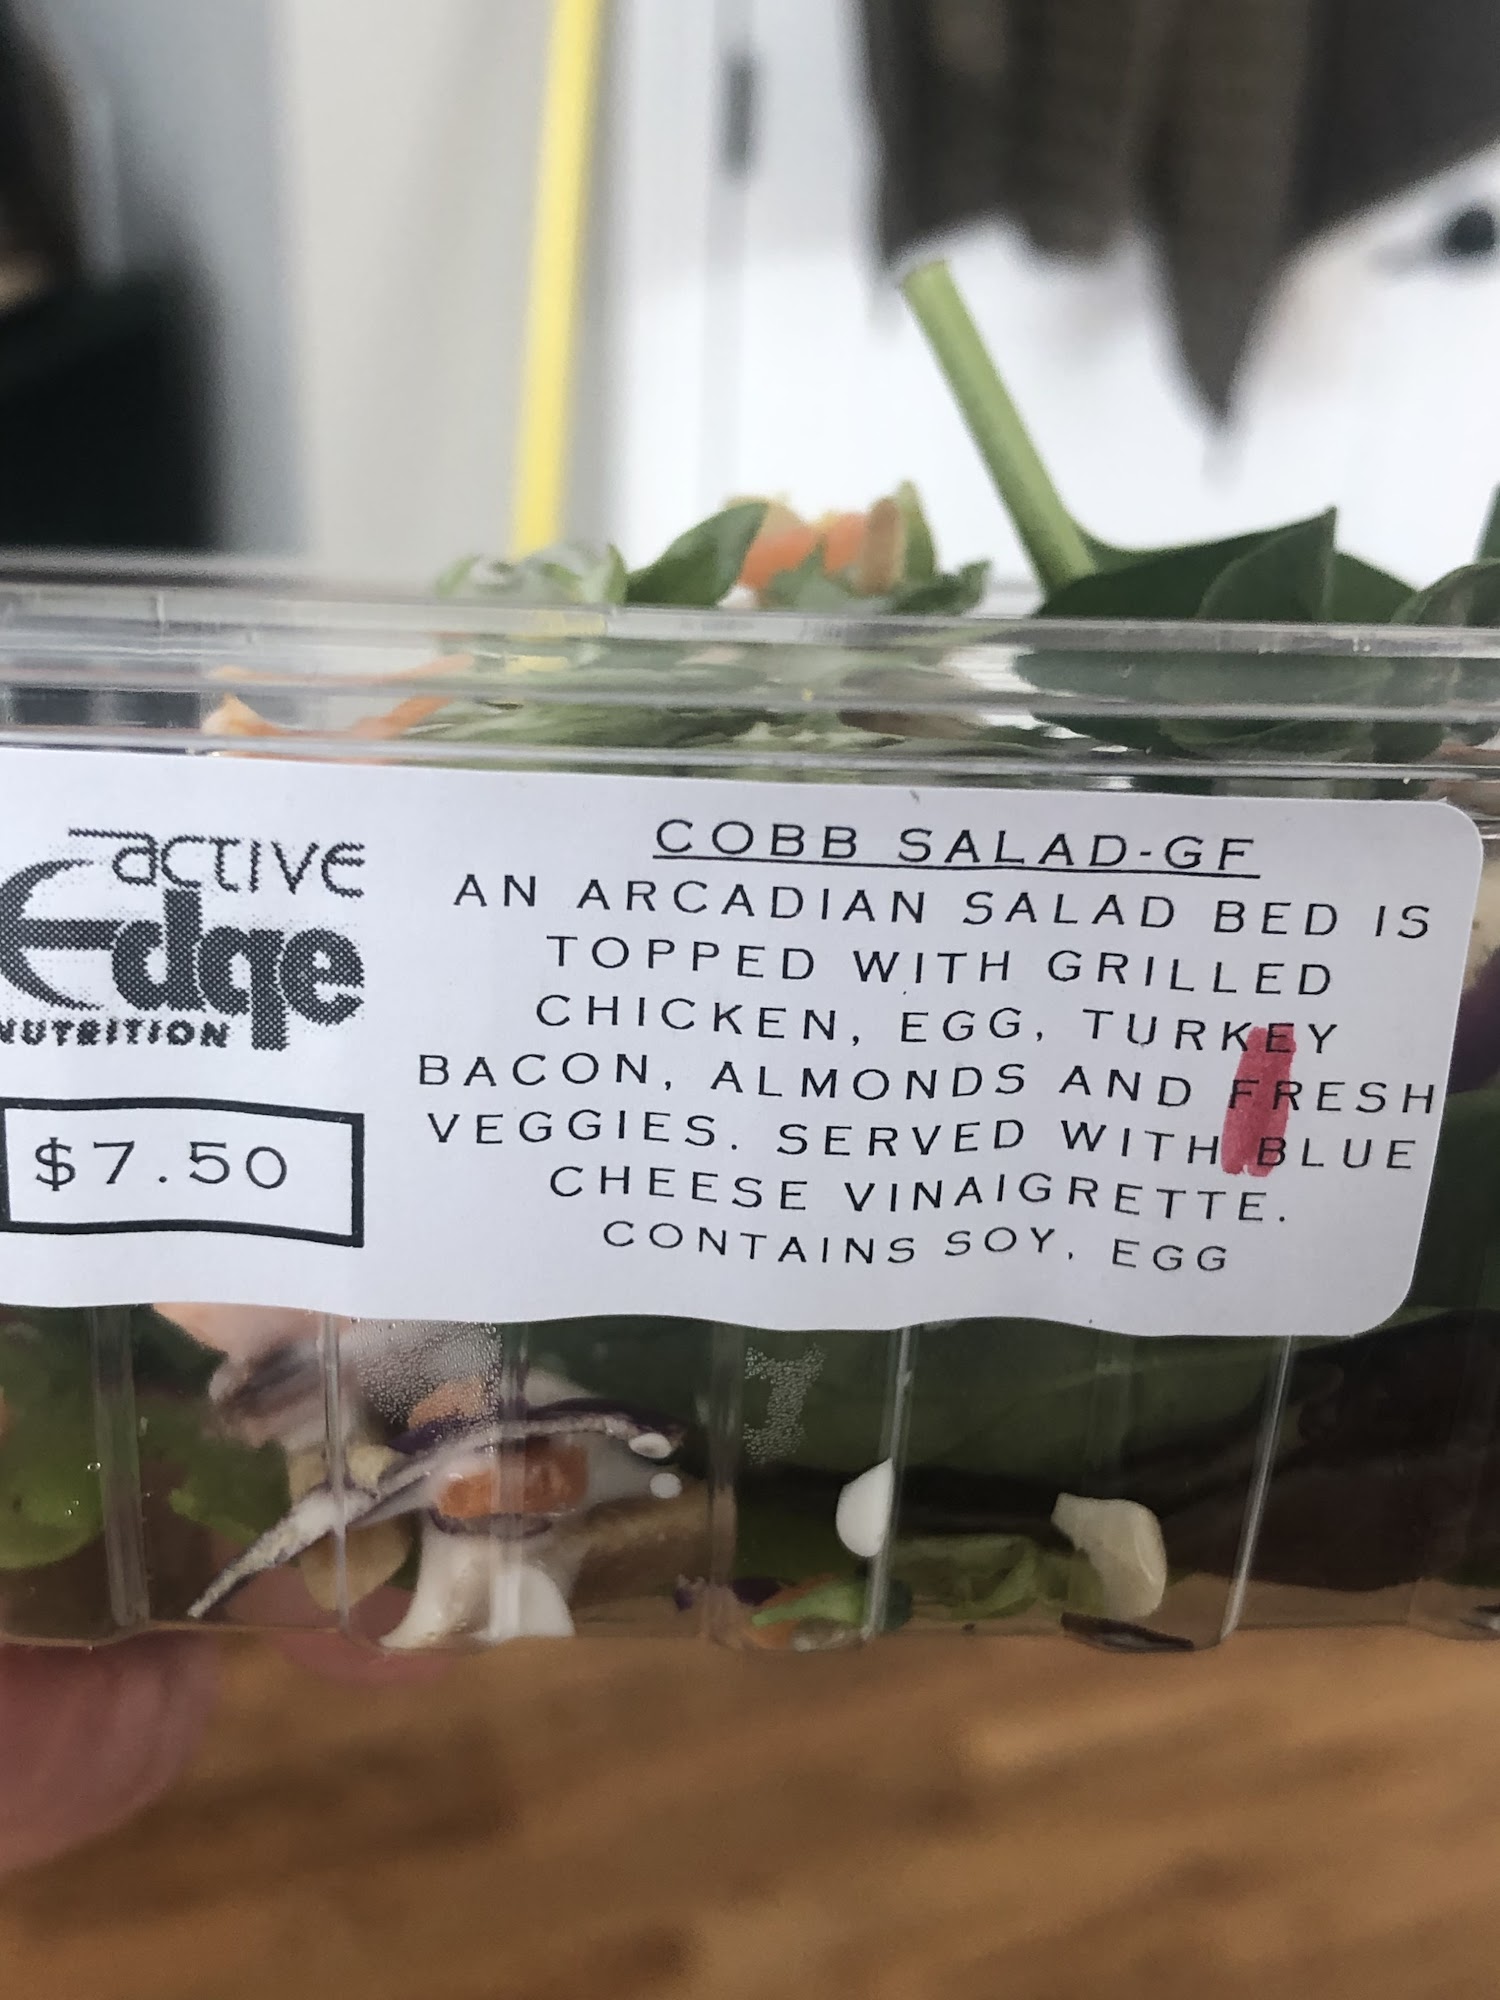 active
Edge
NUTRITION
$7.50
COBB SALAD-GF
AN ARCADIAN SALAD BED IS
TOPPED WITH GRILLED
CHICKEN, EGG, TURKEY
BACON, ALMONDS AND FRESH
VEGGIES. SERVED WITH BLUE
CHEESE VINAIGRETTE.
CONTAINS SOY, EGG